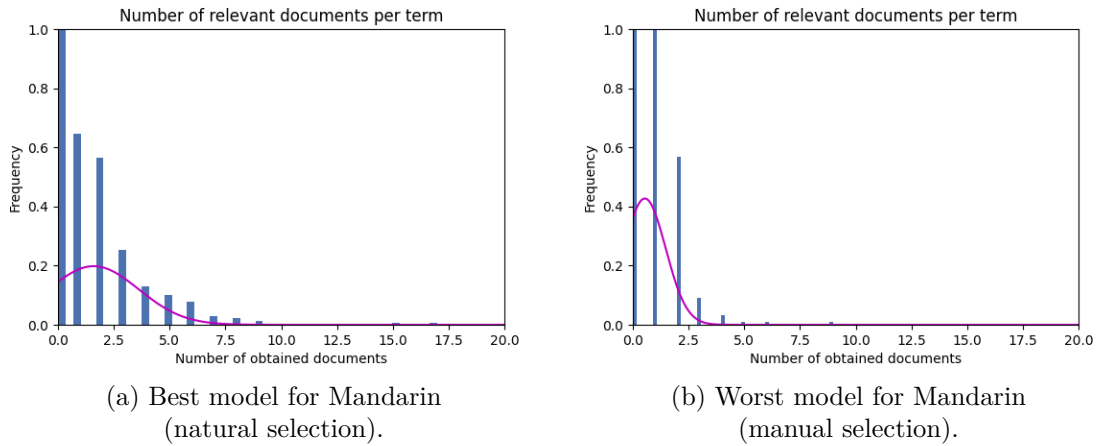 Number of relevant documents per term
1.0
0.8
0.6
0.4
0.2
0.0
Frequency
0.0 2.5 5.0 7.5 10.0 12.5 15.0 17.5 20.0
Number of obtained documents
(a) Best model for Mandarin
(natural selection).
Number of relevant documents per term
1.0
0.8
0.6
0.4
0.2
0.0
Frequency
0.0 2.5 5.0 7.5 10.0 12.5 15.0 17.5 20.0
Number of obtained documents
(b) Worst model for Mandarin
(manual selection).